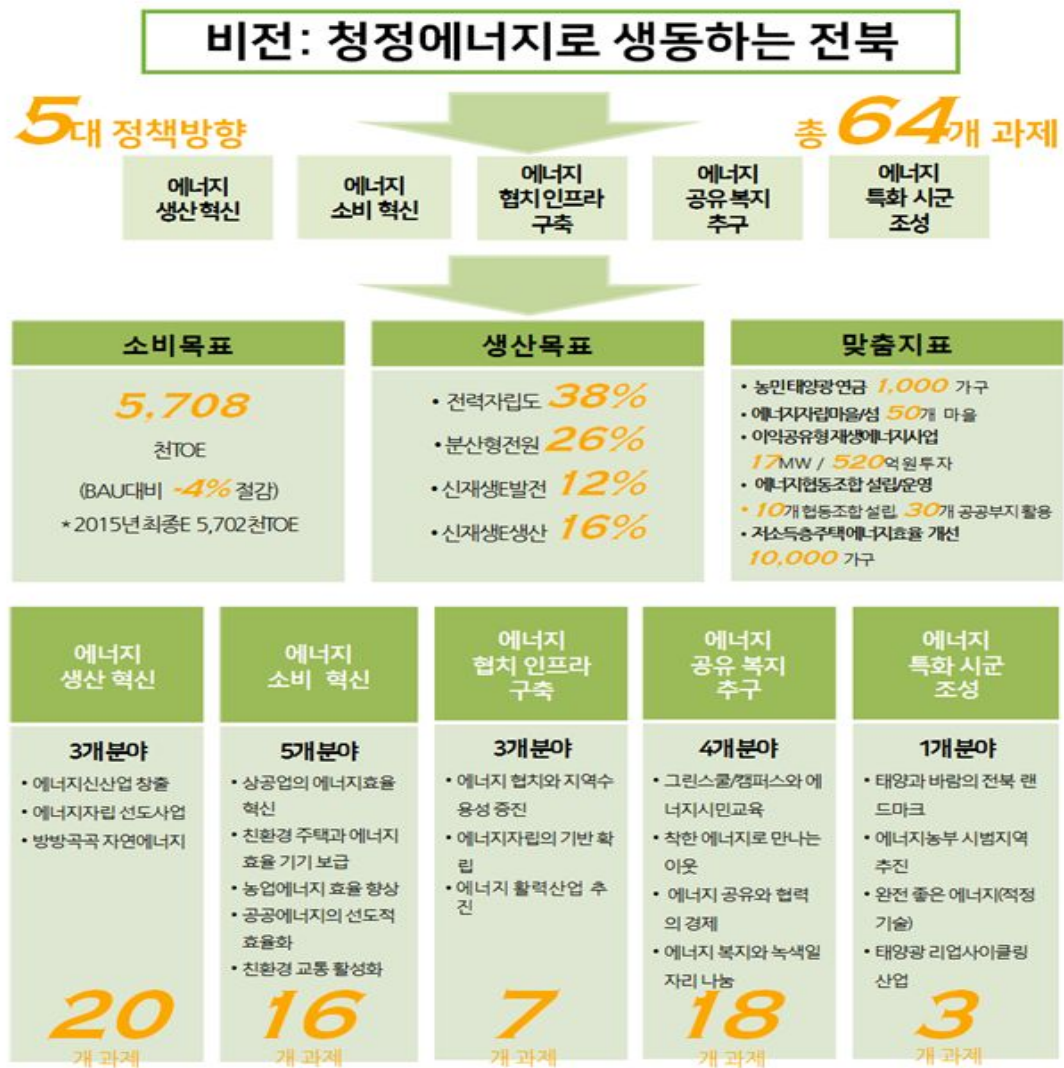 비전: 청정에너지로 생동하는 전북
5대 정책방향
총 64개 과제
에너지
생산 혁신
에너지
소비 혁신
에너지
협치 인프라
구축
에너지
공유 복지
추구
에너지
특화 시군
조성
소비목표
5,708
천TOE
(BAU대비 -4% 절감)
* 2015년 최종E 5,702천TOE
생산목표
• 전력자립도 38%
• 분산형전원 26%
• 신재생E발전 12%
• 신재생E생산 16%
맞춤지표
• 농민태양광연금 1,000 가구
• 에너지자립마을/섬 50개 마을
• 이익공유형 재생에너지사업
17MW / 520억원투자
• 에너지협동조합 설립/운영
• 10개 협동조합 설립, 30개 공공부지 활용
• 저소득층주택에너지효율 개선
10,000 가구
에너지
생산 혁신
3개분야
• 에너지신산업 창출
• 에너지자립 선도사업
• 방방곡곡 자연에너지
20
개 과제
에너지
소비 혁신
5개분야
• 상공업의 에너지효율
혁신
• 친환경 주택과 에너지
효율 기기 보급
• 농업에너지 효율 향상
• 공공에너지의 선도적
효율화
• 친환경 교통 활성화
16
개 과제
에너지
협치 인프라
구축
3개분야
• 에너지 협치와 지역수
용성 증진
• 에너지자립의 기반 확
립
• 에너지 활력산업 추
진
7
개 과제
에너지
공유 복지
추구
4개분야
• 그린스쿨/캠퍼스와 에
너지시민교육
• 착한 에너지로 만나는
이웃
• 에너지 공유와 협력
의 경제
• 에너지 복지와 녹색일
자리 나눔
18
개 과제
에너지
특화 시군
조성
1개분야
• 태양과 바람의 전북 랜
드마크
• 에너지농부 시범지역
추진
• 완전 좋은 에너지(적정
기술)
• 태양광 리업사이클링
산업
3
개 과제